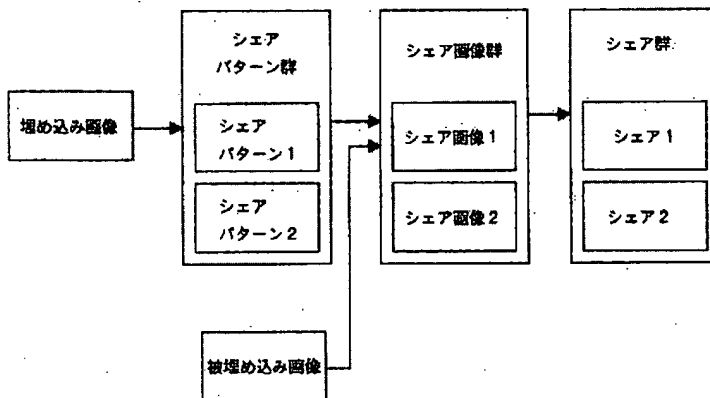 埋め込み画像
シェア
パターン群
シェア
パターン1
シェア
パターン2
シェア画像群
シェア画像1
シェア画像2
シェア群
シェア1
シェア2
被埋め込み画像